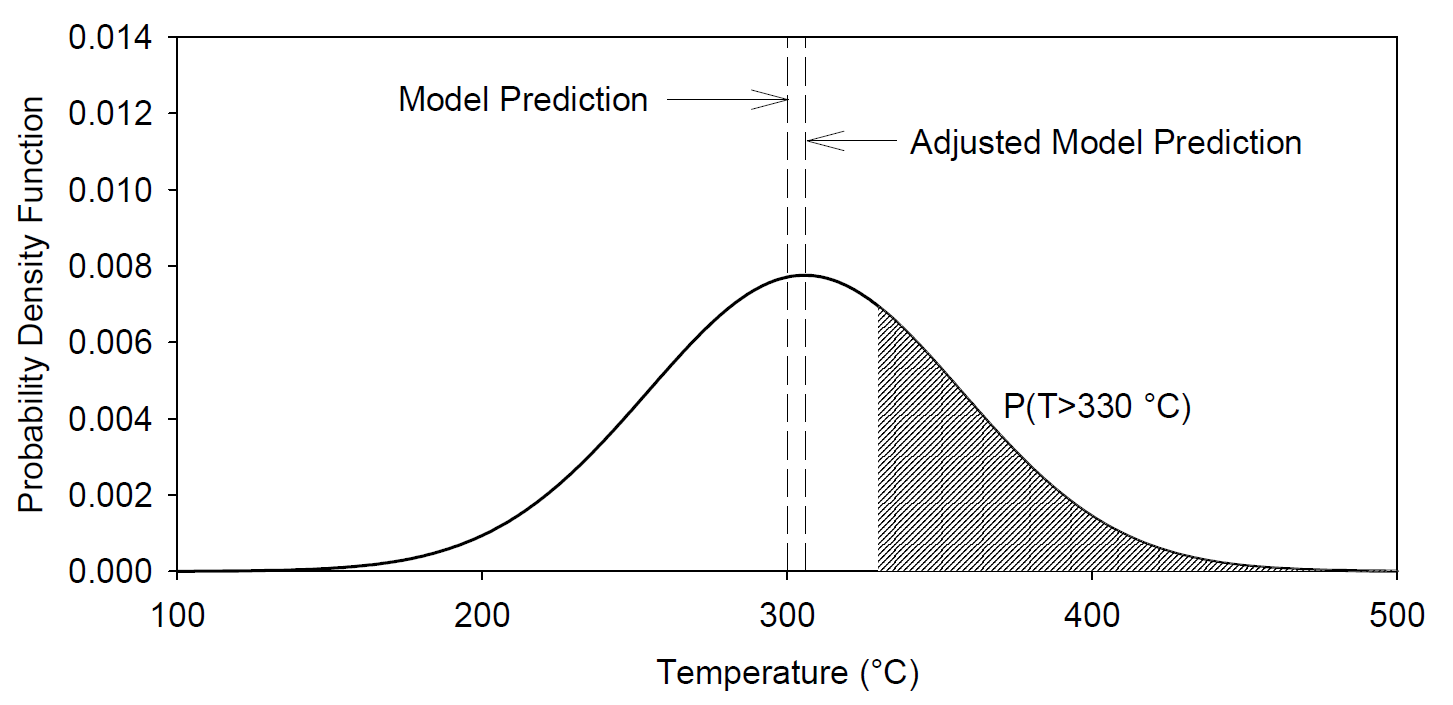 0.014
0.012
0.010
0.008
0.006
0.004
0.002
0.000
Probability Density Function
Model Prediction
Adjusted Model Prediction
P(T>330 °C)
100 200 300 400 500
Temperature (°C)